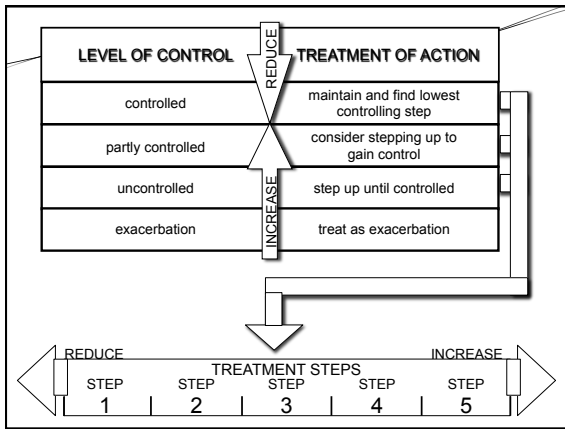 LEVEL OF CONTROL
REDUCE
TREATMENT OF ACTION
controlled
maintain and find lowest
controlling step
partly controlled
consider stepping up to
gain control
uncontrolled
INCREASE
step up until controlled
exacerbation
treat as exacerbation
REDUCE
INCREASE
TREATMENT STEPS
STEP STEP STEP STEP STEP
1 2 3 4 5